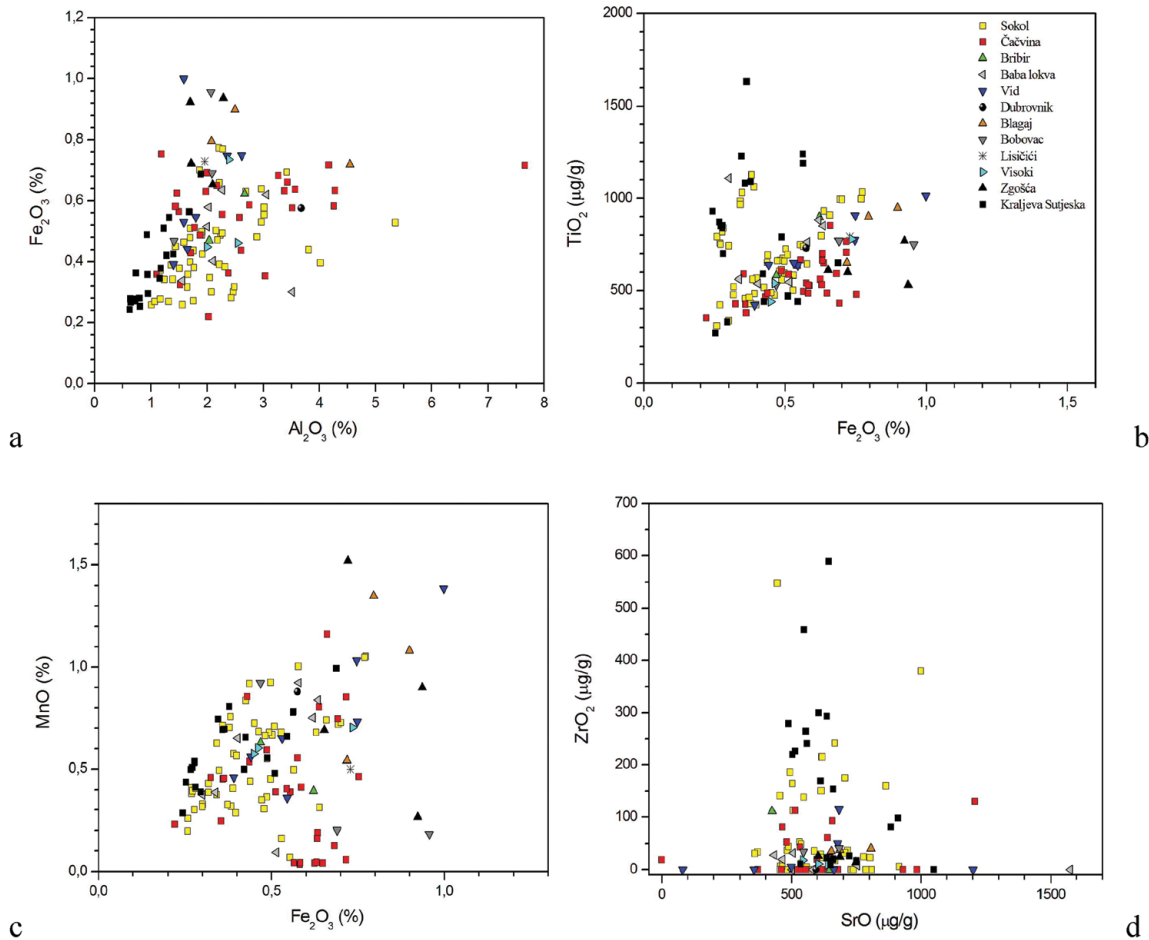 1,2
1,0
0,8
0,6
0,4
0,2
0,0
Fe₂O₃ (%)
0 1 2 3 4 5 6 7 8
Al₂O₃ (%)
a
2000
1500
1000
500
0
TiO₂ (µg/g)
0,0 0,5 1,0 1,5
Fe₂O₃ (%)
b
Sokol
Čačvina
Bribir
Baba lokva
Vid
Dubrovnik
Blagaj
Bobovac
Lisičići
Visoki
Zgošća
Kraljeva Sutjeska
1,5
1,0
0,5
0,0
MnO (%)
0,0 0,5 1,0
Fe₂O₃ (%)
c
700
600
500
400
300
200
100
0
ZrO₂ (µg/g)
0 500 1000 1500
SrO (µg/g)
d